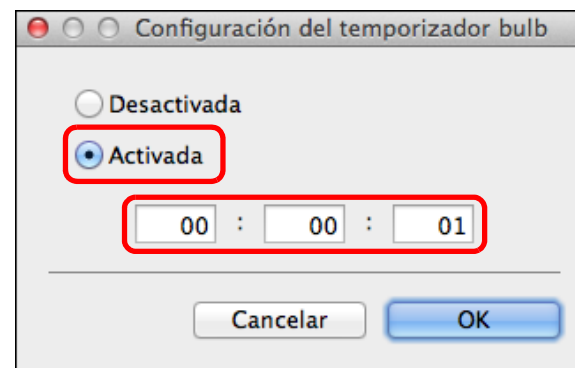 Configuración del temporizador bulb
Desactivada
Activada
00 : 00 : 01
Cancelar OK